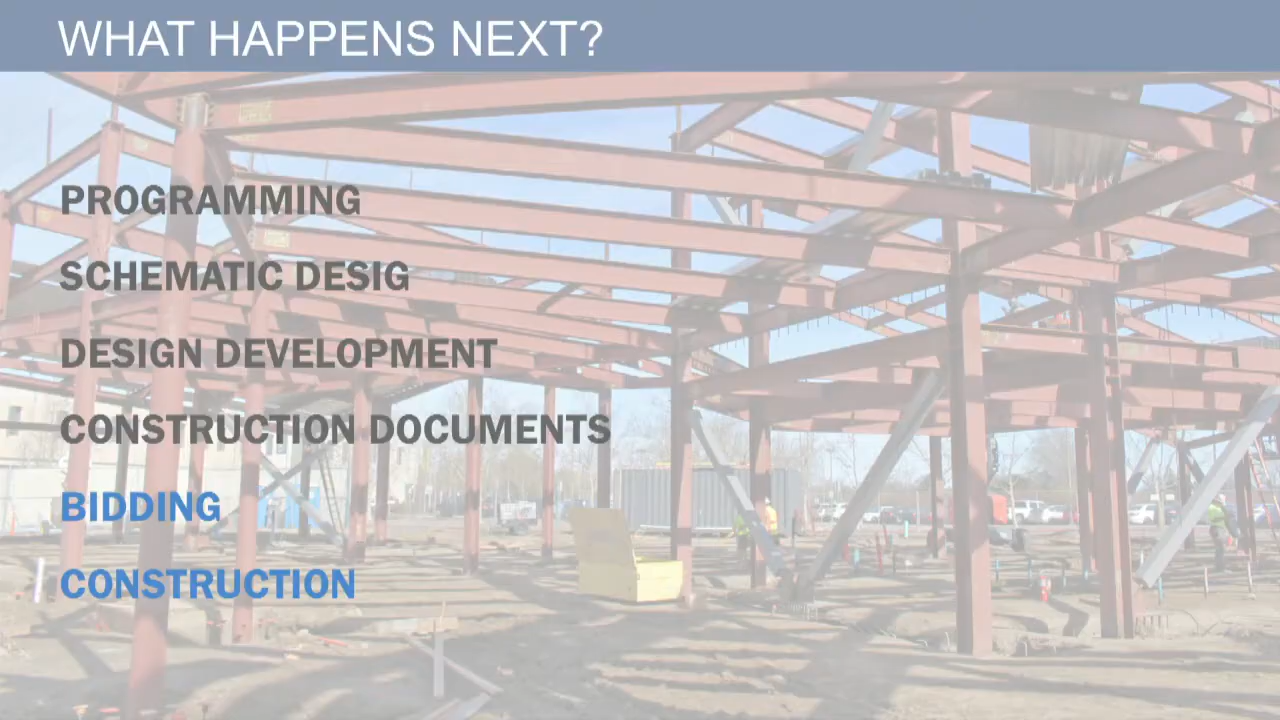 WHAT HAPPENS NEXT?
PROGRAMMING
SCHEMATIC DESIG
DESIGN DEVELOPMENT
CONSTRUCTION DOCUMENTS
BIDDING
CONSTRUCTION